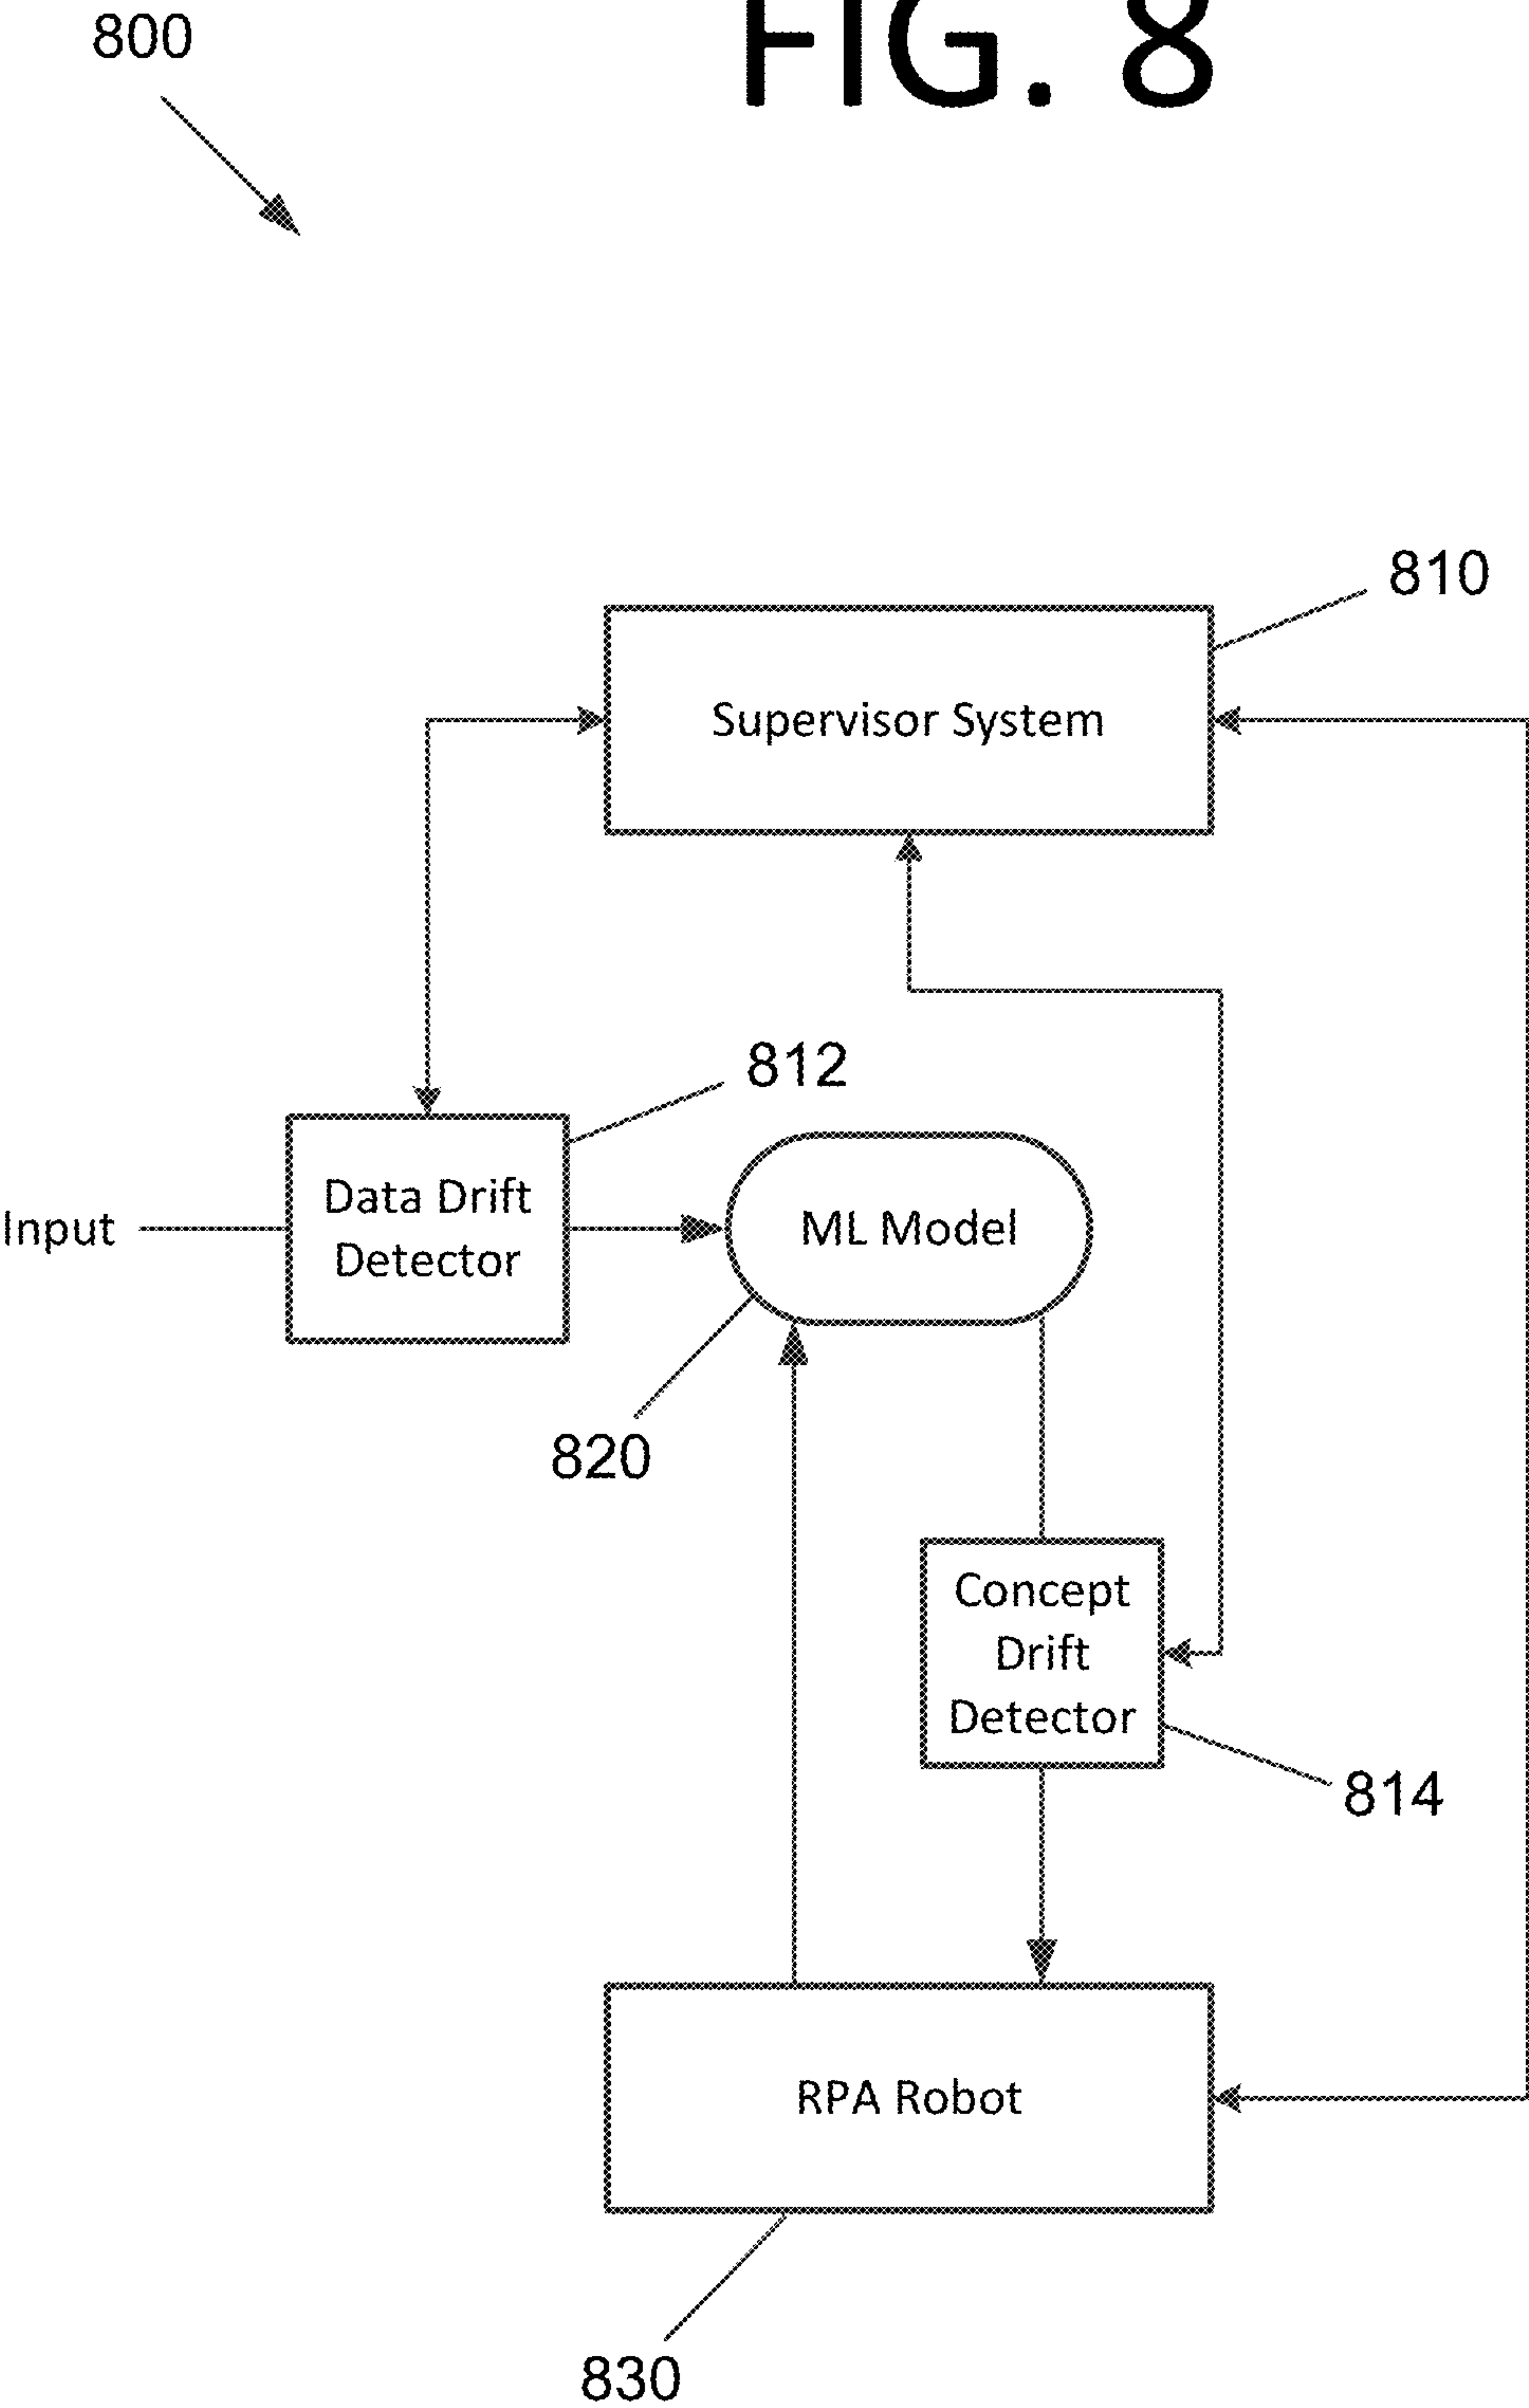 800
FIG. 8
810
Supervisor System
812
Data Drift
Detector
Input
ML Model
820
Concept
Drift
Detector
814
RPA Robot
830